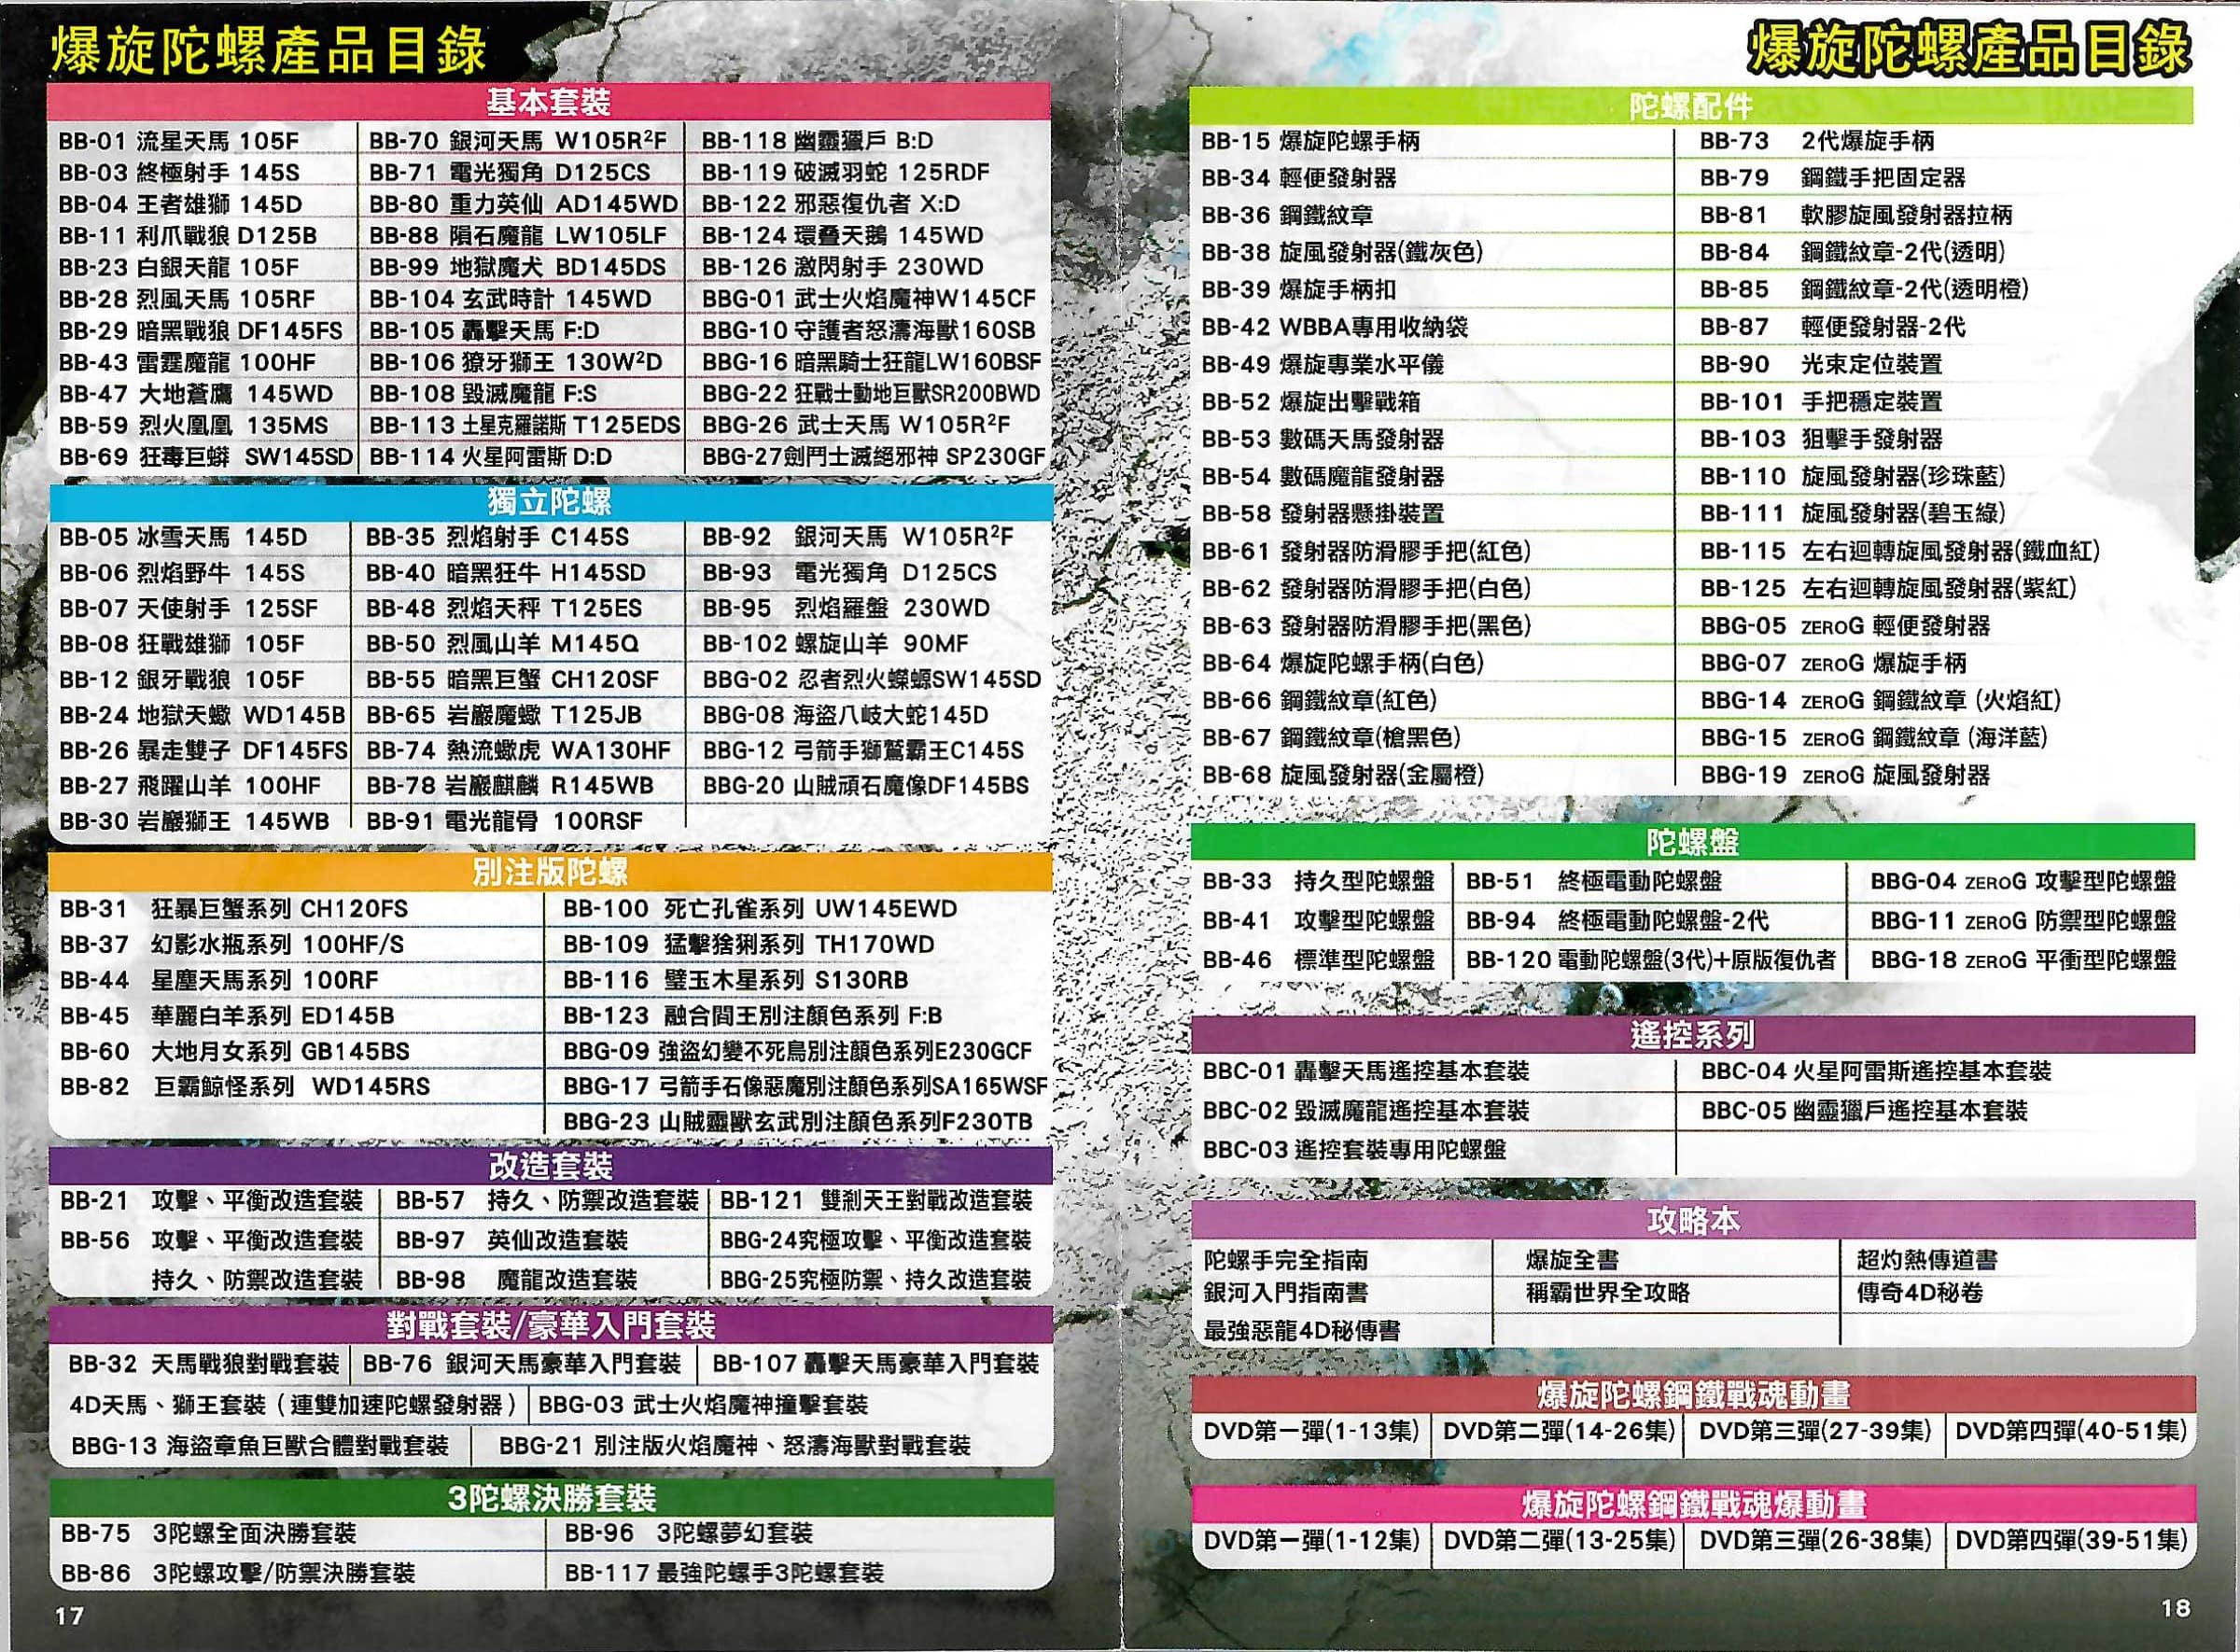 爆旋陀螺產品目錄
基本套裝
BB-01 流星天馬 105F
BB-03 終極射手 145S
BB-04 王者雄獅 145D
BB-11 利爪戰狼 D125B
BB-23 白銀天龍 105F
BB-28 烈風天馬 105RF
BB-29 暗黑戰狼 DF145FS
BB-43 雷霆魔龍 100HF
BB-47 大地蒼鷹 145WD
BB-59 烈火鳳凰 135MS
BB-69 狂毒巨蟒 SW145SD
BB-70 銀河天馬 W105R²F
BB-71 電光獨角 D125CS
BB-80 重力英仙 AD145WD
BB-88 隕石魔龍 LW105LF
BB-99 地獄魔犬 BD145DS
BB-104 玄武時計 145WD
BB-105 轟擊天馬 F:D
BB-106 獠牙獅王 130W²D
BB-108 毀滅魔龍 F:S
BB-113 土星克羅諾斯 T125EDS
BB-114 火星阿雷斯 D:D
BB-118 幽靈獵戶 B:D
BB-119 破滅羽蛇 125RDF
BB-122 邪惡復仇者 X:D
BB-124 環叠天鵝 145WD
BB-126 激閃射手 230WD
BBG-01 武士火焰魔神W145CF
BBG-10 守護者怒濤海獸160SB
BBG-16 暗黑騎士狂龍LW160BSF
BBG-22 狂戰士動地巨獸SR200BWD
BBG-26 武士天馬 W105R²F
BBG-27劍鬥士滅絕邪神 SP230GF
獨立陀螺
BB-05 冰雪天馬 145D
BB-06 烈焰野牛 145S
BB-07 天使射手 125SF
BB-08 狂戰雄獅 105F
BB-12 銀牙戰狼 105F
BB-24 地獄天蠍 WD145B
BB-26 暴走雙子 DF145FS
BB-27 飛躍山羊 100HF
BB-30 岩巖獅王 145WB
BB-35 烈焰射手 C145S
BB-40 暗黑狂牛 H145SD
BB-48 烈焰天秤 T125ES
BB-50 烈風山羊 M145Q
BB-55 暗黑巨蟹 CH120SF
BB-65 岩巖魔蠍 T125JB
BB-74 熱流蠍虎 WA130HF
BB-78 岩巖麒麟 R145WB
BB-91 電光龍骨 100RSF
BB-92 銀河天馬 W105R²F
BB-93 電光獨角 D125CS
BB-95 烈焰羅盤 230WD
BB-102 螺旋山羊 90MF
BBG-02 忍者烈火蠑螈SW145SD
BBG-08 海盜八岐大蛇145D
BBG-12 弓箭手獅鷲霸王C145S
BBG-20 山賊頑石魔像DF145BS
別注版陀螺
BB-31 狂暴巨蟹系列 CH120FS
BB-37 幻影水瓶系列 100HF/S
BB-44 星塵天馬系列 100RF
BB-45 華麗白羊系列 ED145B
BB-60 大地月女系列 GB145BS
BB-82 巨霸鯨怪系列 WD145RS
BB-100 死亡孔雀系列 UW145EWD
BB-109 猛擊猞猁系列 TH170WD
BB-116 璧玉木星系列 S130RB
BB-123 融合閻王別注顏色系列 F:B
BBG-09 強盜幻變不死鳥別注顏色系列E230GCF
BBG-17 弓箭手石像惡魔別注顏色系列SA165WSF
BBG-23 山賊靈獸玄武別注顏色系列F230TB
改造套裝
BB-21 攻擊、平衡改造套裝
BB-56 攻擊、平衡改造套裝
持久、防禦改造套裝
BB-57 持久、防禦改造套裝
BB-97 英仙改造套裝
BB-98 魔龍改造套裝
BB-121 雙剎天王對戰改造套裝
BBG-24究極攻擊、平衡改造套裝
BBG-25究極防禦、持久改造套裝
對戰套裝/豪華入門套裝
BB-32 天馬戰狼對戰套裝
BB-76 銀河天馬豪華入門套裝
BB-107 轟擊天馬豪華入門套裝
4D天馬、獅王套裝(連雙加速陀螺發射器)
BBG-03 武士火焰魔神撞擊套裝
BBG-13 海盜章魚巨獸合體對戰套裝
BBG-21 別注版火焰魔神、怒濤海獸對戰套裝
3陀螺決勝套裝
BB-75 3陀螺全面決勝套裝
BB-86 3陀螺攻擊/防禦決勝套裝
BB-96 3陀螺夢幻套裝
BB-117 最強陀螺手3陀螺套裝
17
爆旋陀螺產品目錄
陀螺配件
BB-15 爆旋陀螺手柄
BB-34 輕便發射器
BB-36 鋼鐵紋章
BB-38 旋風發射器(鐵灰色)
BB-39 爆旋手柄扣
BB-42 WBBA專用收納袋
BB-49 爆旋專業水平儀
BB-52 爆旋出擊戰箱
BB-53 數碼天馬發射器
BB-54 數碼魔龍發射器
BB-58 發射器懸掛裝置
BB-61 發射器防滑膠手把(紅色)
BB-62 發射器防滑膠手把(白色)
BB-63 發射器防滑膠手把(黑色)
BB-64 爆旋陀螺手柄(白色)
BB-66 鋼鐵紋章(紅色)
BB-67 鋼鐵紋章(槍黑色)
BB-68 旋風發射器(金屬橙)
BB-73 2代爆旋手柄
BB-79 鋼鐵手把固定器
BB-81 軟膠旋風發射器拉柄
BB-84 鋼鐵紋章-2代(透明)
BB-85 鋼鐵紋章-2代(透明橙)
BB-87 輕便發射器-2代
BB-90 光束定位裝置
BB-101 手把穩定裝置
BB-103 狙擊手發射器
BB-110 旋風發射器(珍珠藍)
BB-111 旋風發射器(碧玉綠)
BB-115 左右迴轉旋風發射器(鐵血紅)
BB-125 左右迴轉旋風發射器(紫紅)
BBG-05 ZEROG 輕便發射器
BBG-07 ZEROG 爆旋手柄
BBG-14 ZEROG 鋼鐵紋章 (火焰紅)
BBG-15 ZEROG 鋼鐵紋章 (海洋藍)
BBG-19 ZEROG 旋風發射器
陀螺盤
BB-33 持久型陀螺盤
BB-41 攻擊型陀螺盤
BB-46 標準型陀螺盤
BB-51 終極電動陀螺盤
BB-94 終極電動陀螺盤-2代
BB-120 電動陀螺盤(3代)+原版復仇者
BBG-04 ZEROG 攻擊型陀螺盤
BBG-11 ZEROG 防禦型陀螺盤
BBG-18 ZEROG 平衝型陀螺盤
遙控系列
BBC-01 轟擊天馬遙控基本套裝
BBC-02 毀滅魔龍遙控基本套裝
BBC-03 遙控套裝專用陀螺盤
BBC-04 火星阿雷斯遙控基本套裝
BBC-05 幽靈獵戶遙控基本套裝
攻略本
陀螺手完全指南
銀河入門指南書
最強惡龍4D秘傳書
爆旋全書
稱霸世界全攻略
超灼熱傳道書
傳奇4D秘卷
爆旋陀螺鋼鐵戰魂動畫
DVD第一彈(1-13集)
DVD第二彈(14-26集)
DVD第三彈(27-39集)
DVD第四彈(40-51集)
爆旋陀螺鋼鐵戰魂爆動畫
DVD第一彈(1-12集)
DVD第二彈(13-25集)
DVD第三彈(26-38集)
DVD第四彈(39-51集)
18